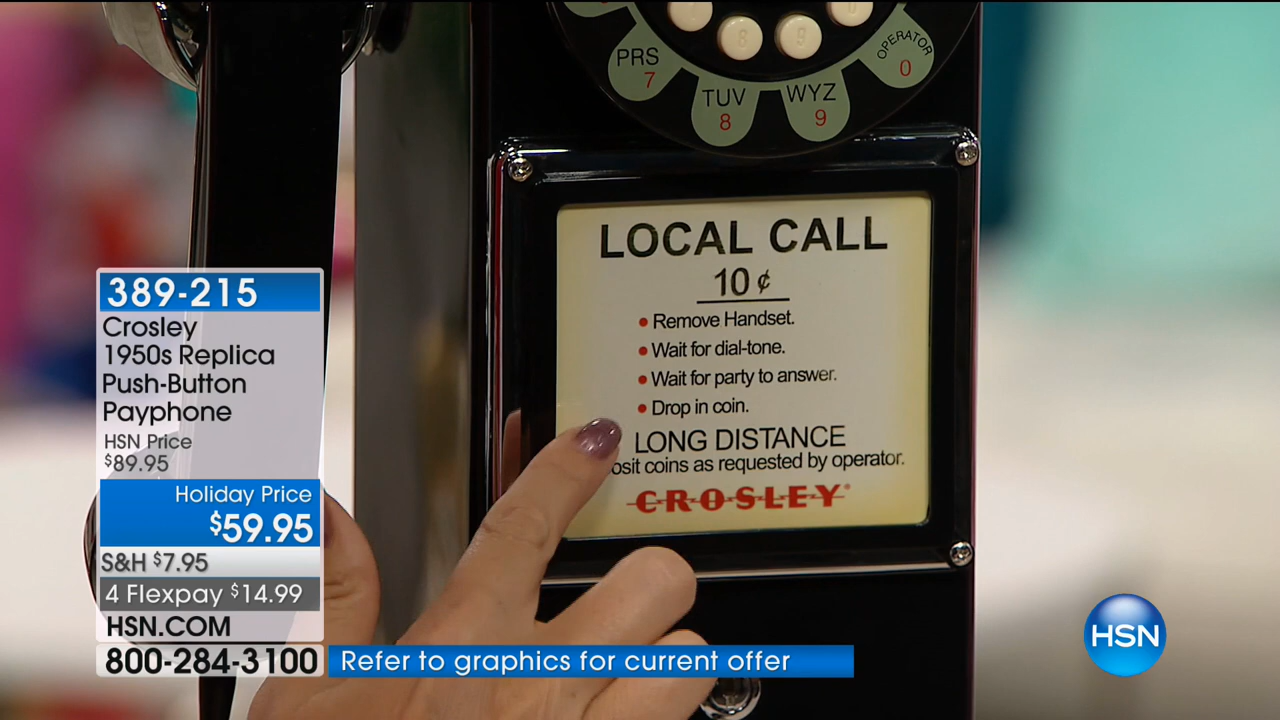 PRS
7
TUV
8
WYZ
9
OPERATOR
0
8
9
LOCAL CALL
10 ¢
• Remove Handset.
• Wait for dial-tone.
• Wait for party to answer.
• Drop in coin.
LONG DISTANCE
osit coins as requested by operator.
CROSLEY®
389-215
Crosley
1950s Replica
Push-Button
Payphone
HSN Price
$89.95
Holiday Price
$59.95
S&H $7.95
4 Flexpay $14.99
HSN.COM
800-284-3100
Refer to graphics for current offer
HSN